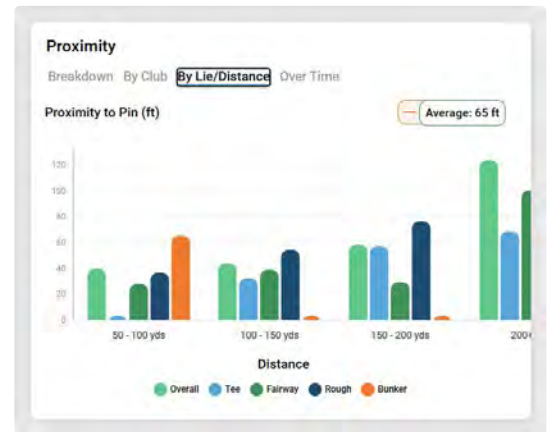 Proximity
Breakdown By Club By Lie/Distance Over Time
Proximity to Pin (ft)
Average: 65 ft
120
100
80
60
40
20
0
50 - 100 yds 100 - 150 yds 150 - 200 yds 200+
Distance
Overall Tee Fairway Rough Bunker